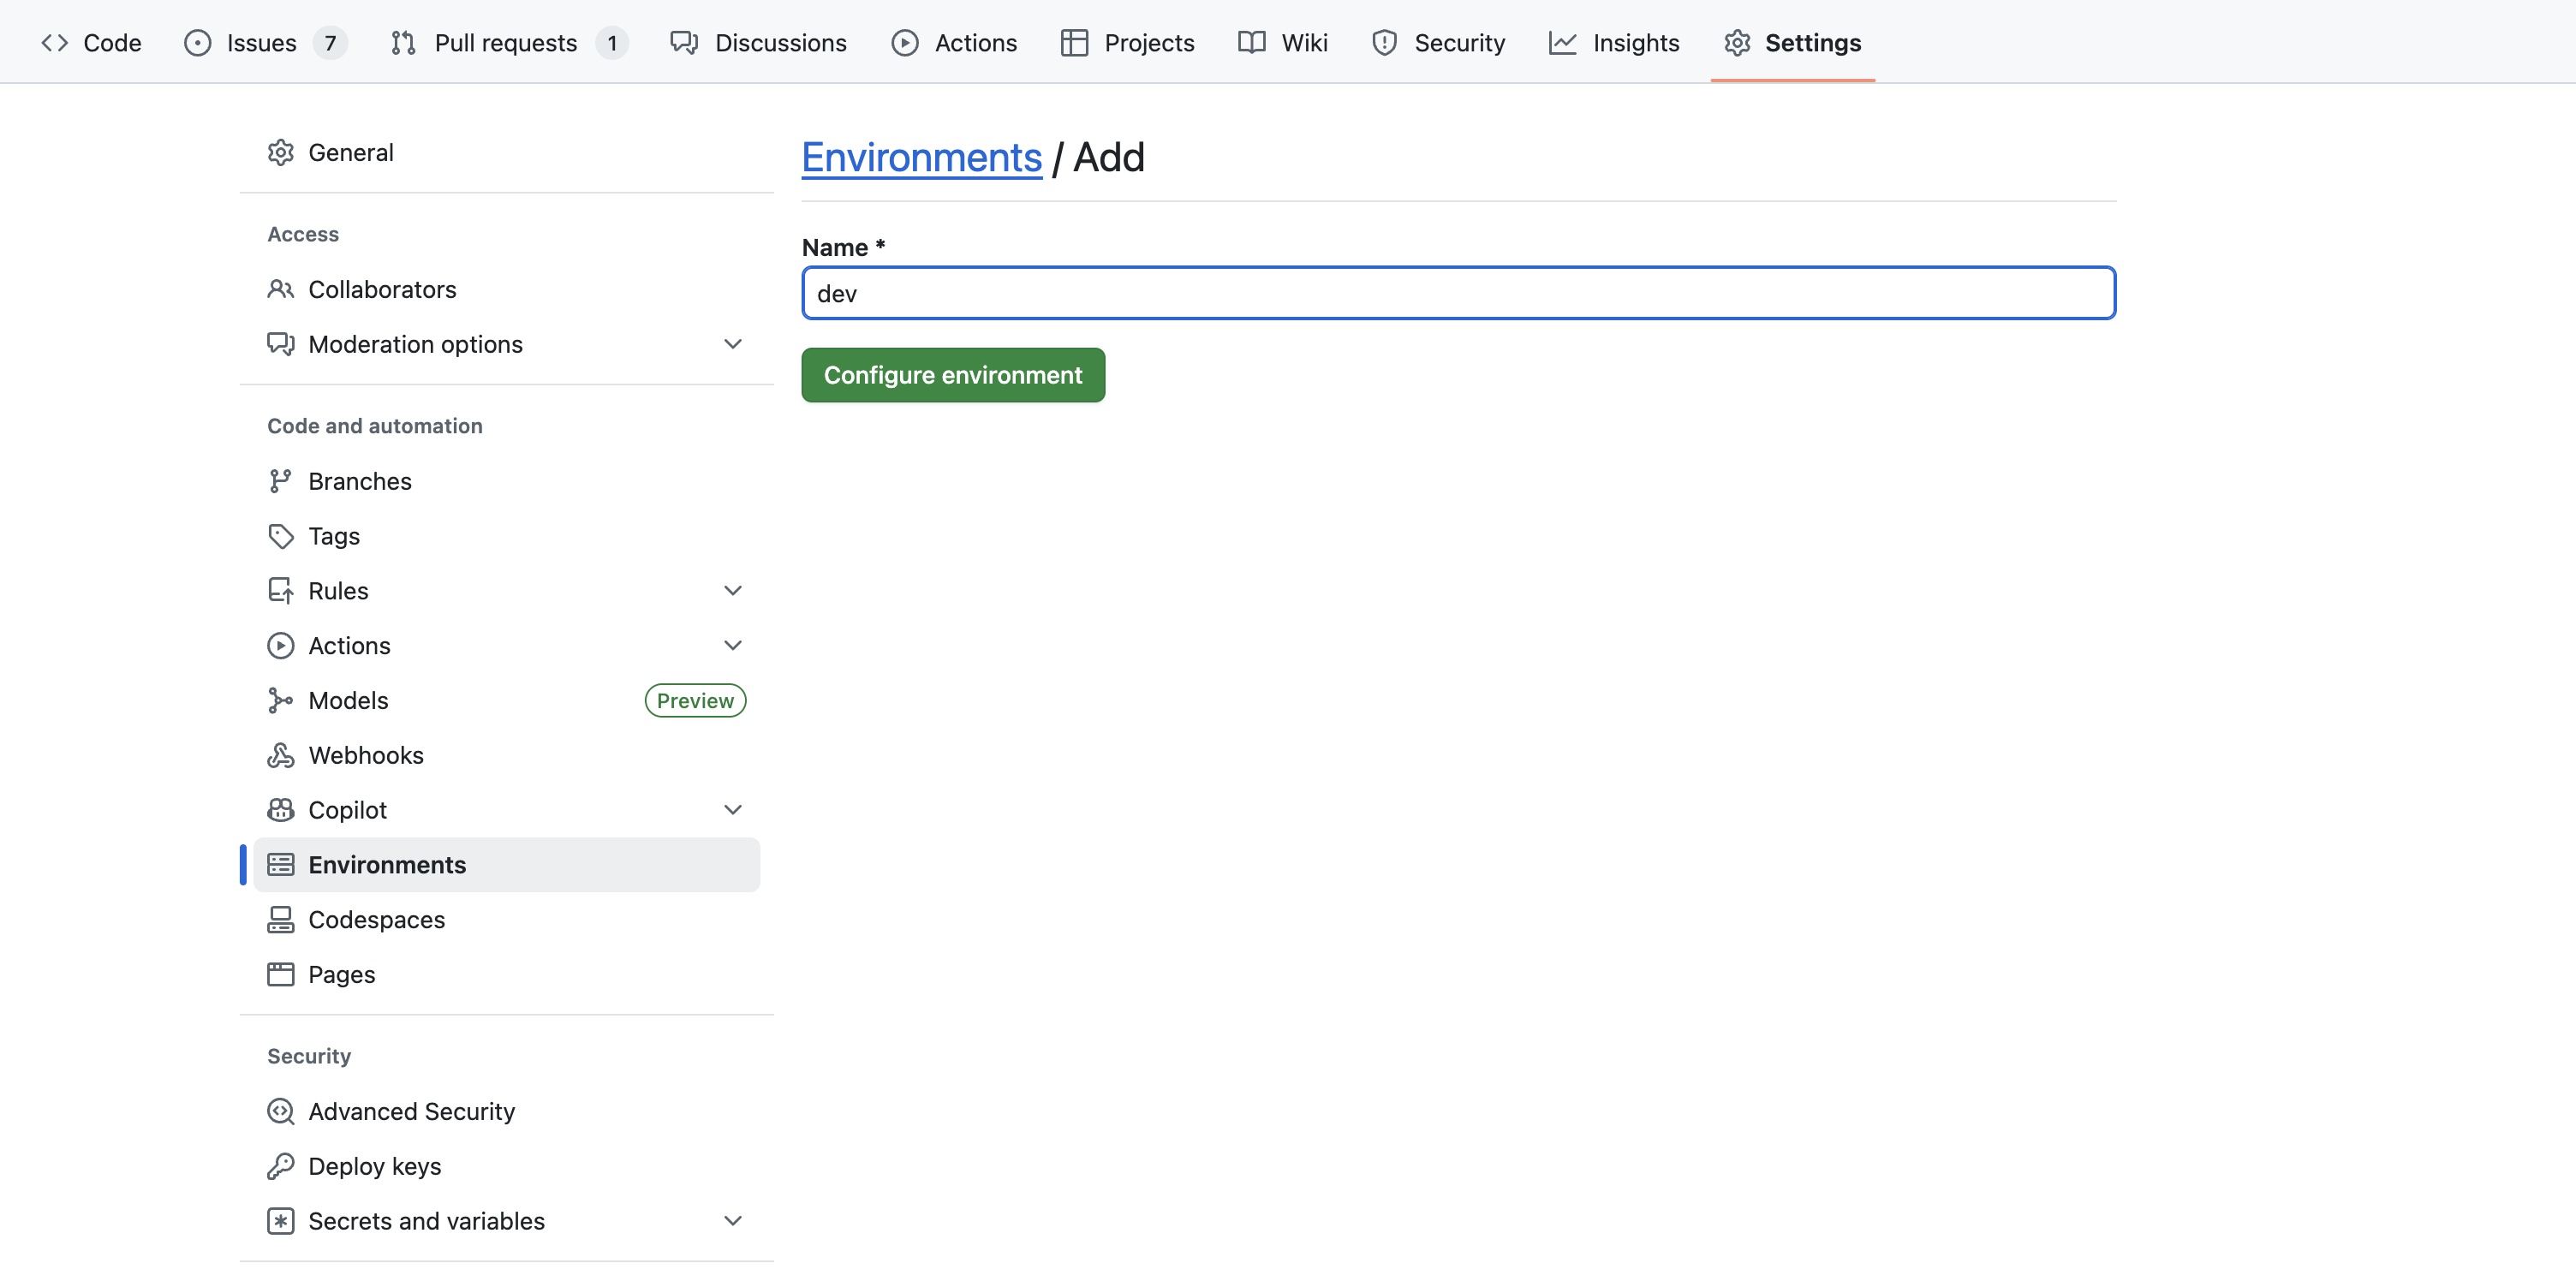 Code Issues 7 Pull requests 1 Discussions Actions Projects Wiki Security Insights Settings
General
Access
Collaborators
Moderation options
Code and automation
Branches
Tags
Rules
Actions
Models Preview
Webhooks
Copilot
Environments
Codespaces
Pages
Security
Advanced Security
Deploy keys
Secrets and variables
Environments / Add
Name *
dev
Configure environment